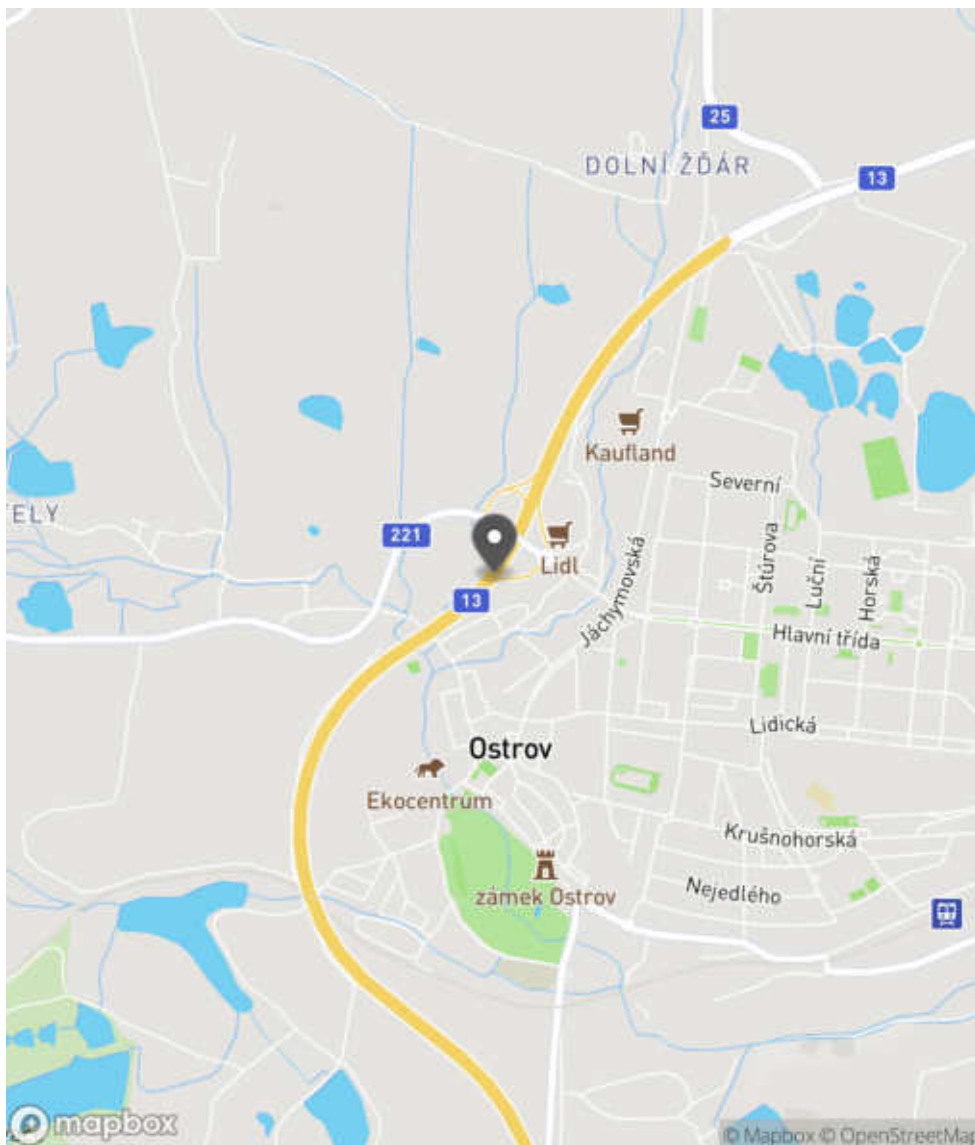 25
DOLNÍ ŽĎÁR
13
Kaufland
Severní
ELY
221
Lidl
Štúrova
Luční
Horská
13
Jáchymovská
Hlavní třída
Lidická
Ostrov
Ekocentrum
Krušnohorská
zámek Ostrov
Nejedlého
mapbox
© Mapbox © OpenStreetMap